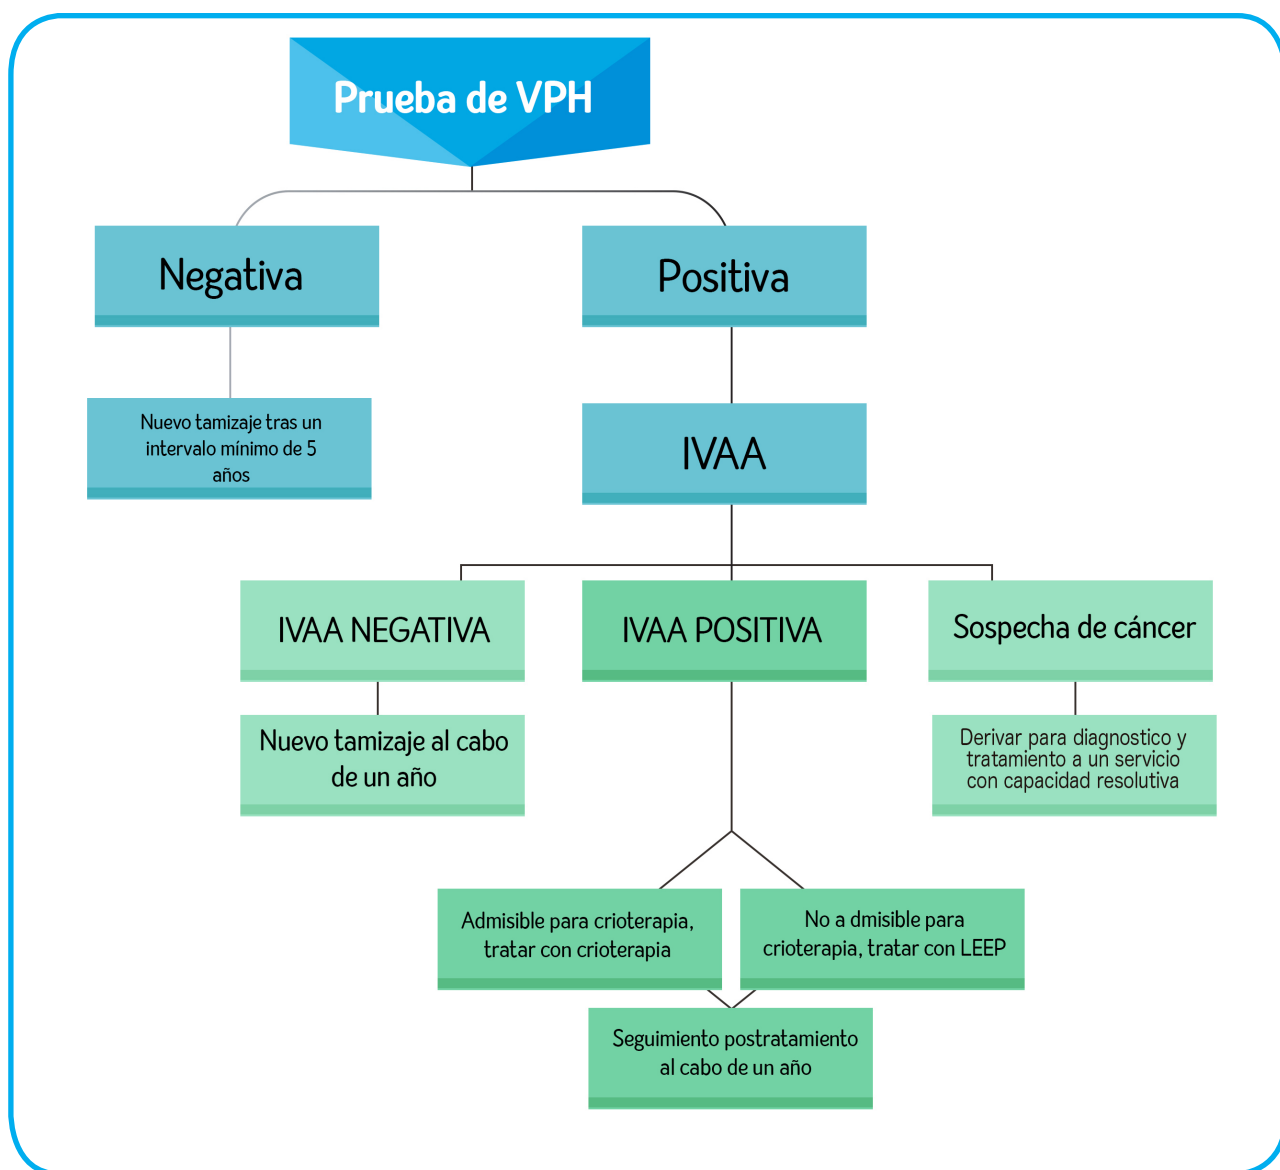 Prueba de VPH
Negativa
Positiva
Nuevo tamizaje tras un
intervalo mínimo de 5
años
IVAA
IVAA NEGATIVA
IVAA POSITIVA
Sospecha de cáncer
Nuevo tamizaje al cabo
de un año
Derivar para diagnostico y
tratamiento a un servicio
con capacidad resolutiva
Admisible para crioterapia,
tratar con crioterapia
No a dmisible para
crioterapia, tratar con LEEP
Seguimiento postratamiento
al cabo de un año